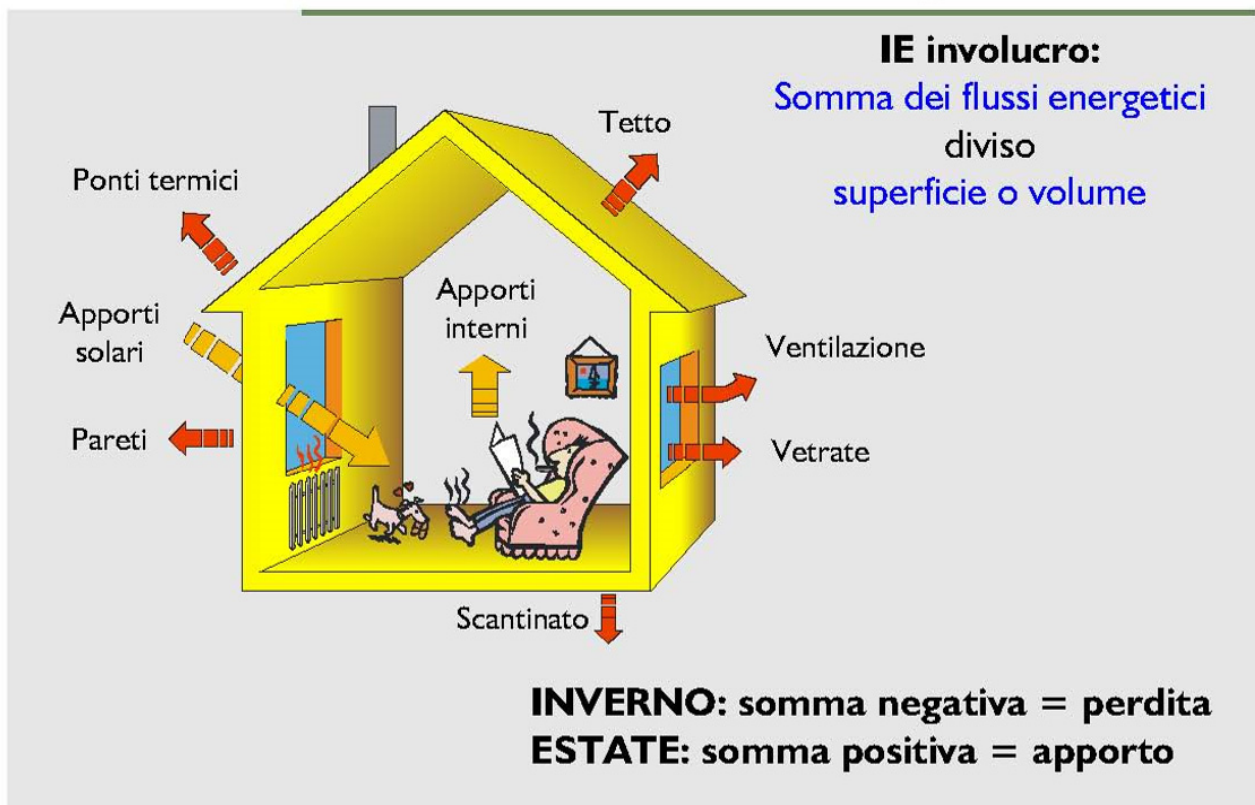 IE involucro:
Somma dei flussi energetici
diviso
superficie o volume
Tetto
Ponti termici
Apporti
solari
Apporti
interni
Ventilazione
Pareti
Vetrate
Scantinato
INVERNO: somma negativa = perdita
ESTATE: somma positiva = apporto